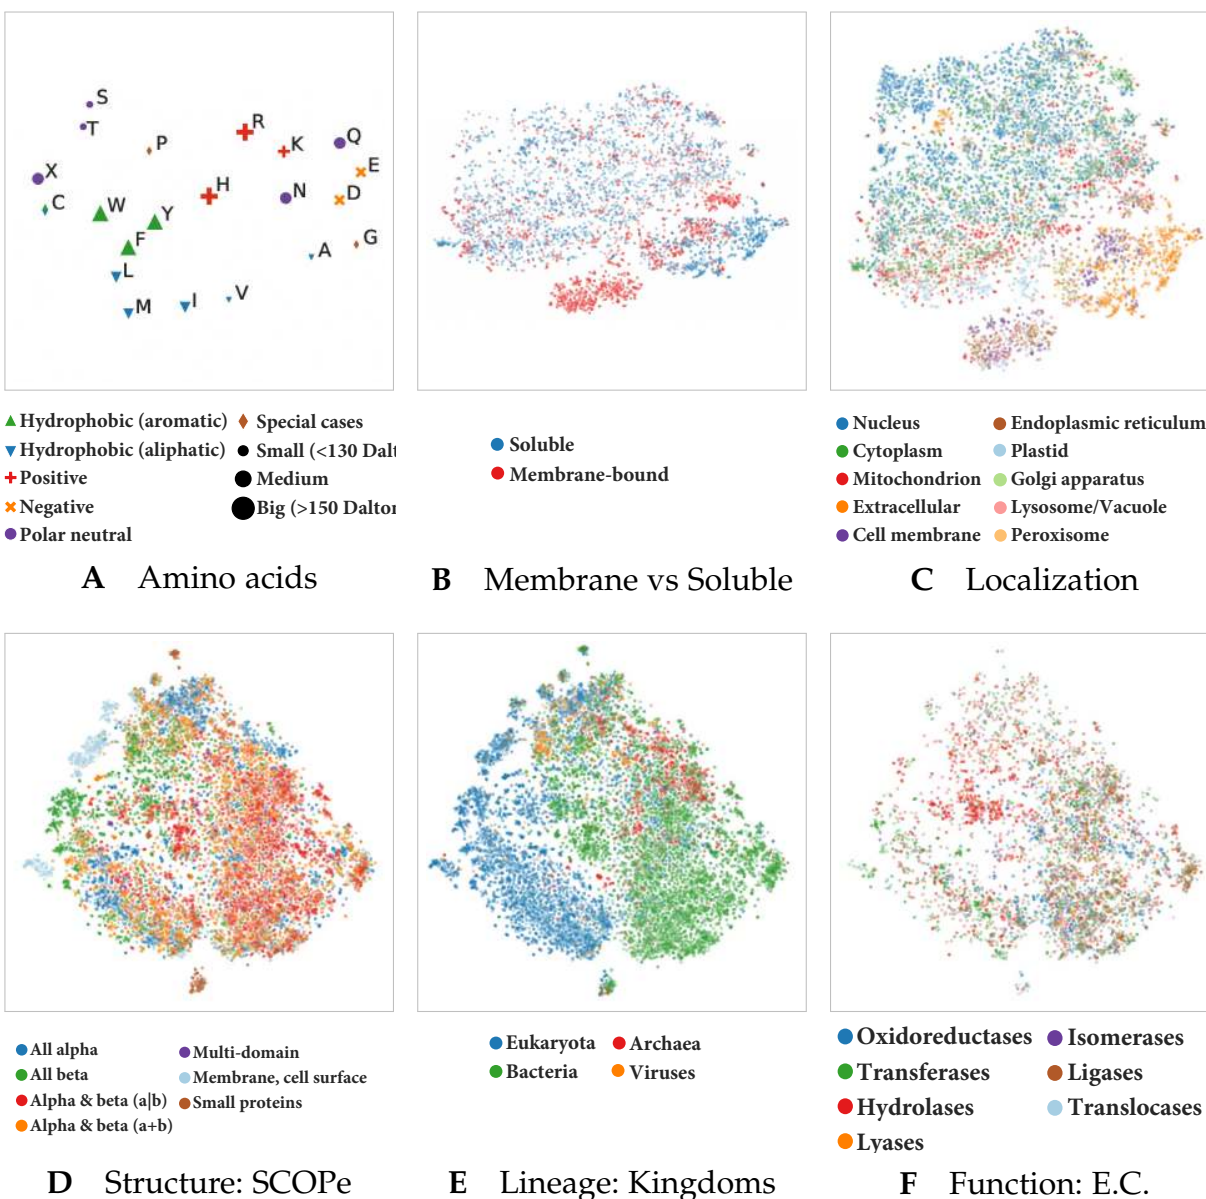 S
T
P
R
K
Q
E
X
H
N
D
C
W
Y
F
G
A
L
V
M
I
Hydrophobic (aromatic)
Special cases
Hydrophobic (aliphatic)
Small (<130 Dalt
Positive
Medium
Negative
Big (>150 Dalton
Polar neutral
A Amino acids
Soluble
Membrane-bound
B Membrane vs Soluble
Nucleus
Endoplasmic reticulum
Cytoplasm
Plastid
Mitochondrion
Golgi apparatus
Extracellular
Lysosome/Vacuole
Cell membrane
Peroxisome
C Localization
All alpha
Multi-domain
All beta
Membrane, cell surface
Alpha & beta (a|b)
Small proteins
Alpha & beta (a+b)
D Structure: SCOPe
Eukaryota
Archaea
Bacteria
Viruses
E Lineage: Kingdoms
Oxidoreductases
Isomerases
Transferases
Ligases
Hydrolases
Translocases
Lyases
F Function: E.C.